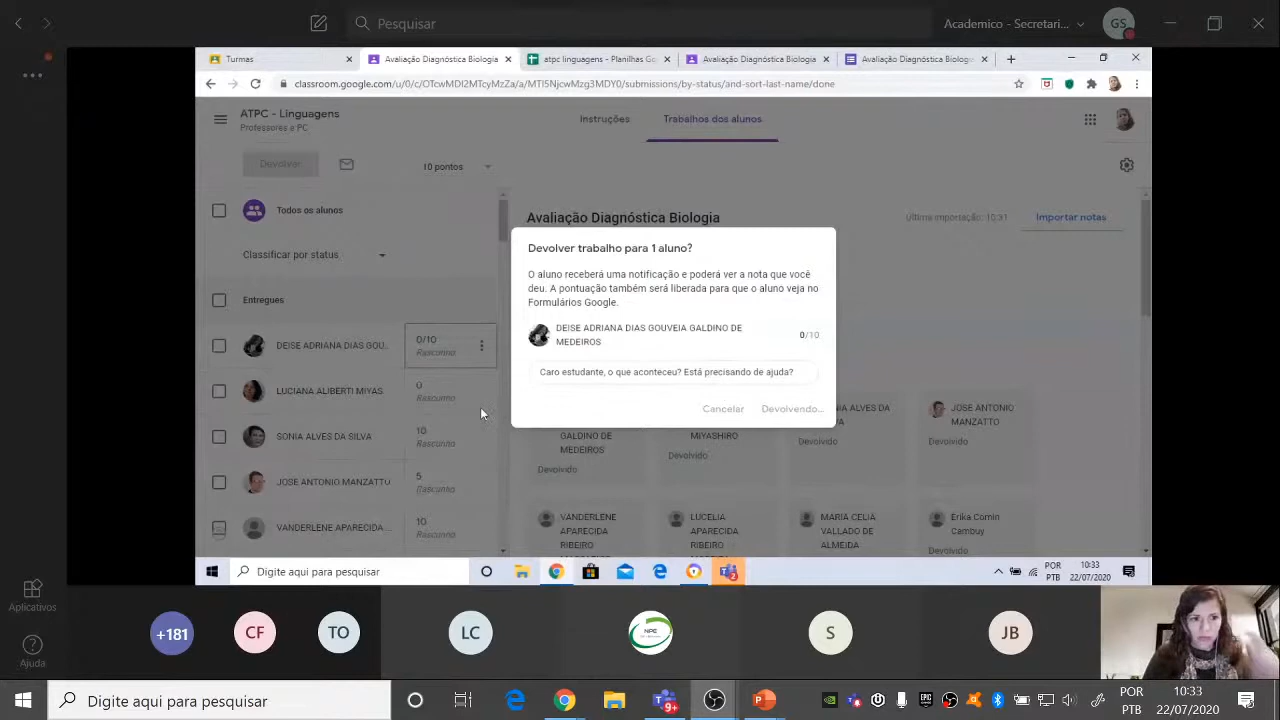 Pesquisar
Academico - Secretari...
GS
Turmas
Avaliação Diagnóstica Biologia
atpc linguagens - Planilhas Go
Avaliação Diagnóstica Biologia
Avaliação Diagnóstica Biologia
classroom.google.com/u/0/c/OTcwMDI2MTcyMzZa/a/MTI5NjcwMzg3MDY0/submissions/by-status/and-sort-last-name/done
ATPC - Linguagens
Professores e PC
Instruções
Trabalhos dos alunos
Devolver
10 pontos
Todos os alunos
Avaliação Diagnóstica Biologia
Última importação: 10:31
Importar notas
Classificar por status
Entregues
Devolver trabalho para 1 aluno?
O aluno receberá uma notificação e poderá ver a nota que você
deu. A pontuação também será liberada para que o aluno veja no
Formulários Google.
DEISE ADRIANA DIAS GOUVEIA GALDINO DE
MEDEIROS
0/10
Caro estudante, o que aconteceu? Está precisando de ajuda?
Cancelar
Devolvendo...
DEISE ADRIANA DIAS GOU...
0/10
Rascunho
LUCIANA ALIBERTI MIYAS
0
Rascunho
SONIA ALVES DA SILVA
10
Rascunho
JOSE ANTONIO MANZATTO
5
Rascunho
VANDERLENE APARECIDA ...
10
Rascunho
GALDINO DE
MEDEIROS
Devolvido
MIYASHIRO
Devolvido
ALVES DA
Devolvido
JOSE ANTONIO
MANZATTO
Devolvido
VANDERLENE
APARECIDA
RIBEIRO
LUCELIA
APARECIDA
RIBEIRO
MARIA CELIA
VALLADO DE
ALMEIDA
Erika Comin
Cambuy
Devolvido
Digite aqui para pesquisar
POR
PTB
10:33
22/07/2020
Aplicativos
Ajuda
+181
CF
TO
LC
NPE
S
JB
Digite aqui para pesquisar
9+
POR
PTB
10:33
22/07/2020